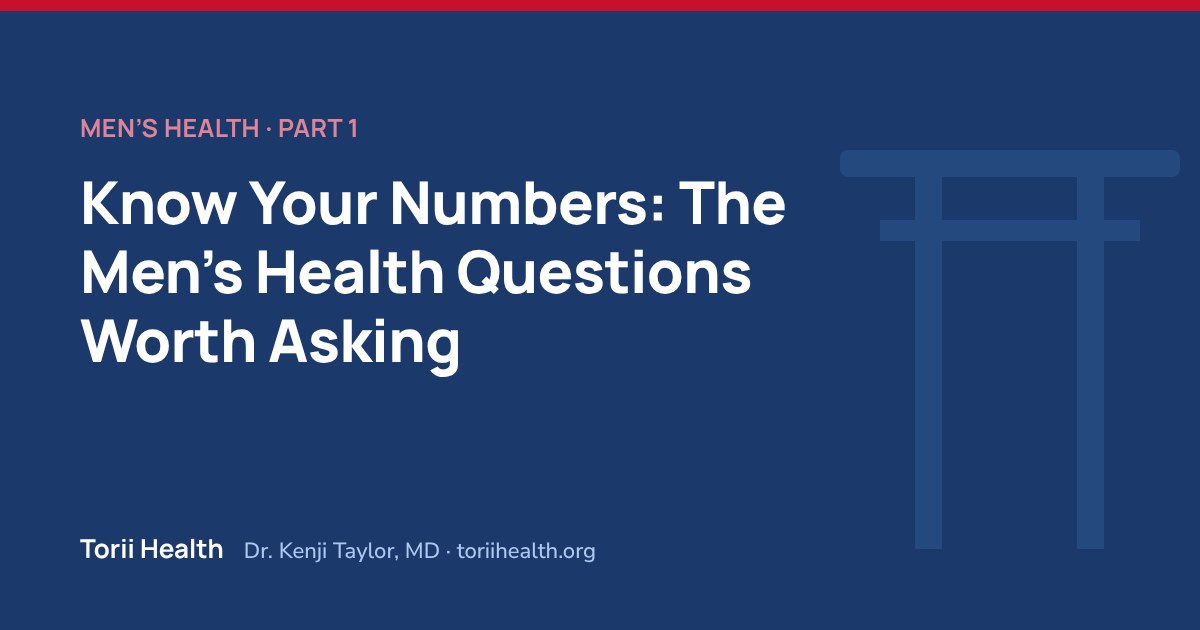 MEN’S HEALTH · PART 1
Know Your Numbers: The
Men’s Health Questions
Worth Asking
Torii Health Dr. Kenji Taylor, MD · toriihealth.org